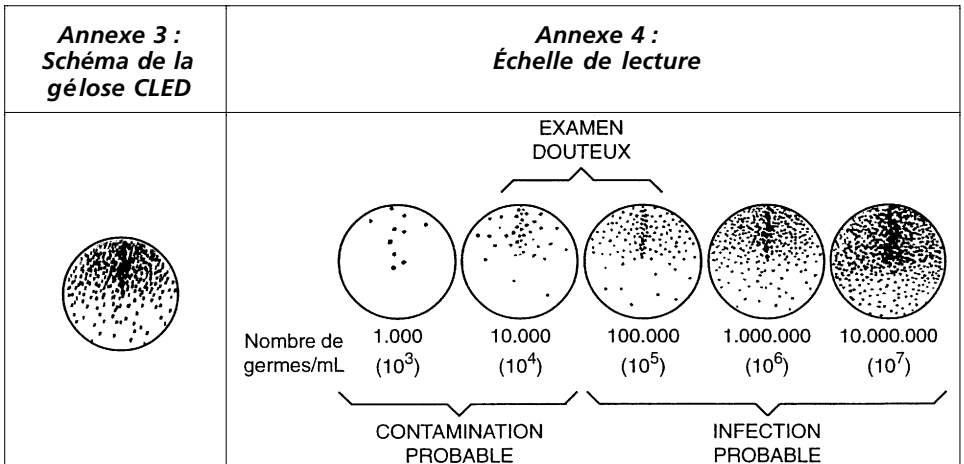 Annexe 3 :
Schéma de la
gélose CLED
Annexe 4 :
Échelle de lecture
EXAMEN
DOUTEUX
Nombre de
germes/mL
1.000
(10³)
10.000
(10⁴)
100.000
(10⁵)
1.000.000
(10⁶)
10.000.000
(10⁷)
CONTAMINATION
PROBABLE
INFECTION
PROBABLE